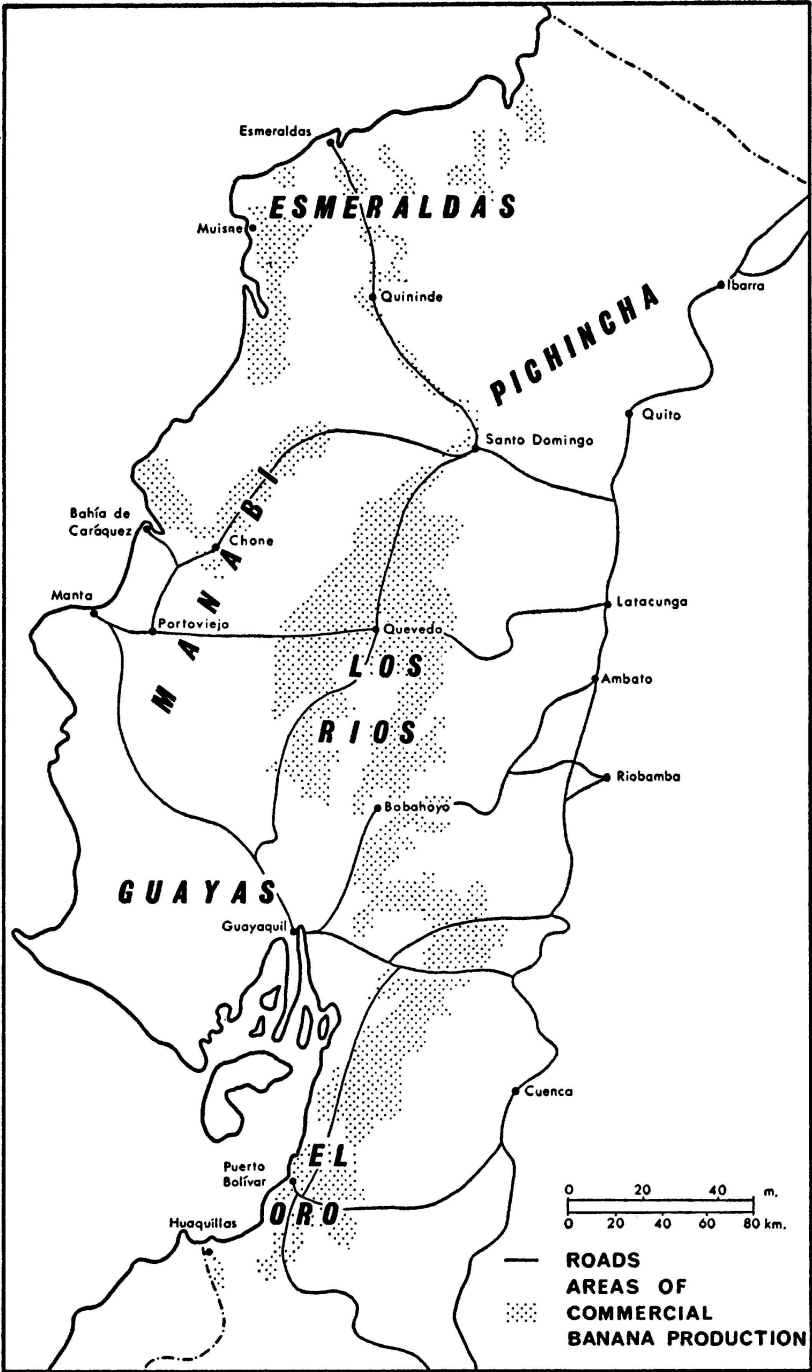 Esmeraldas
ESMERALDAS
Muisne
Quininde
Ibarra
PICHINCHA
Quito
Santo Domingo
Bahía de
Caráquez
Chone
MANABI
Manta
Portoviejo
Quevedo
Latacunga
LOS
RIOS
Ambato
Riobamba
Babahoyo
GUAYAS
Guayaquil
Cuenca
EL
ORO
Puerto
Bolívar
Huaquillas
0 20 40 m.
0 20 40 60 80 km.
ROADS
AREAS OF
COMMERCIAL
BANANA PRODUCTION